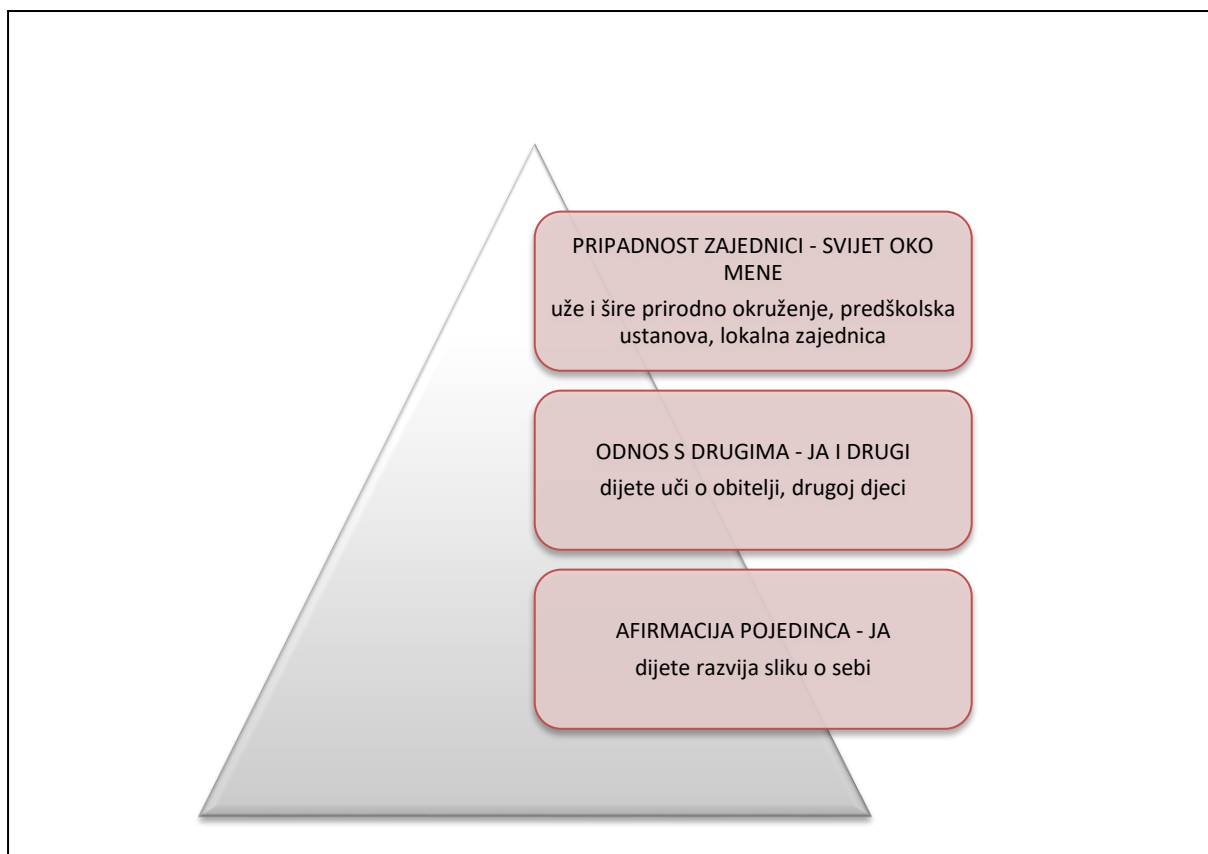 PRIPADNOST ZAJEDNICI - SVIJET OKO
MENE
uže i šire prirodno okruženje, predškolska
ustanova, lokalna zajednica
ODNOS S DRUGIMA - JA I DRUGI
dijete uči o obitelji, drugoj djeci
AFIRMACIJA POJEDINCA - JA
dijete razvija sliku o sebi